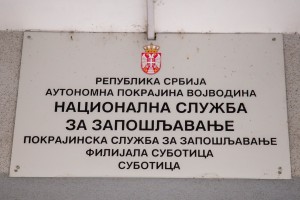 РЕПУБЛИКА СРБИЈА
АУТОНОМНА ПОКРАЈИНА ВОЈВОДИНА
НАЦИОНАЛНА СЛУЖБА
ЗА ЗАПОШЉАВАЊЕ
ПОКРАЈИНСКА СЛУЖБА ЗА ЗАПОШЉАВАЊЕ
ФИЛИЈАЛА СУБОТИЦА
СУБОТИЦА